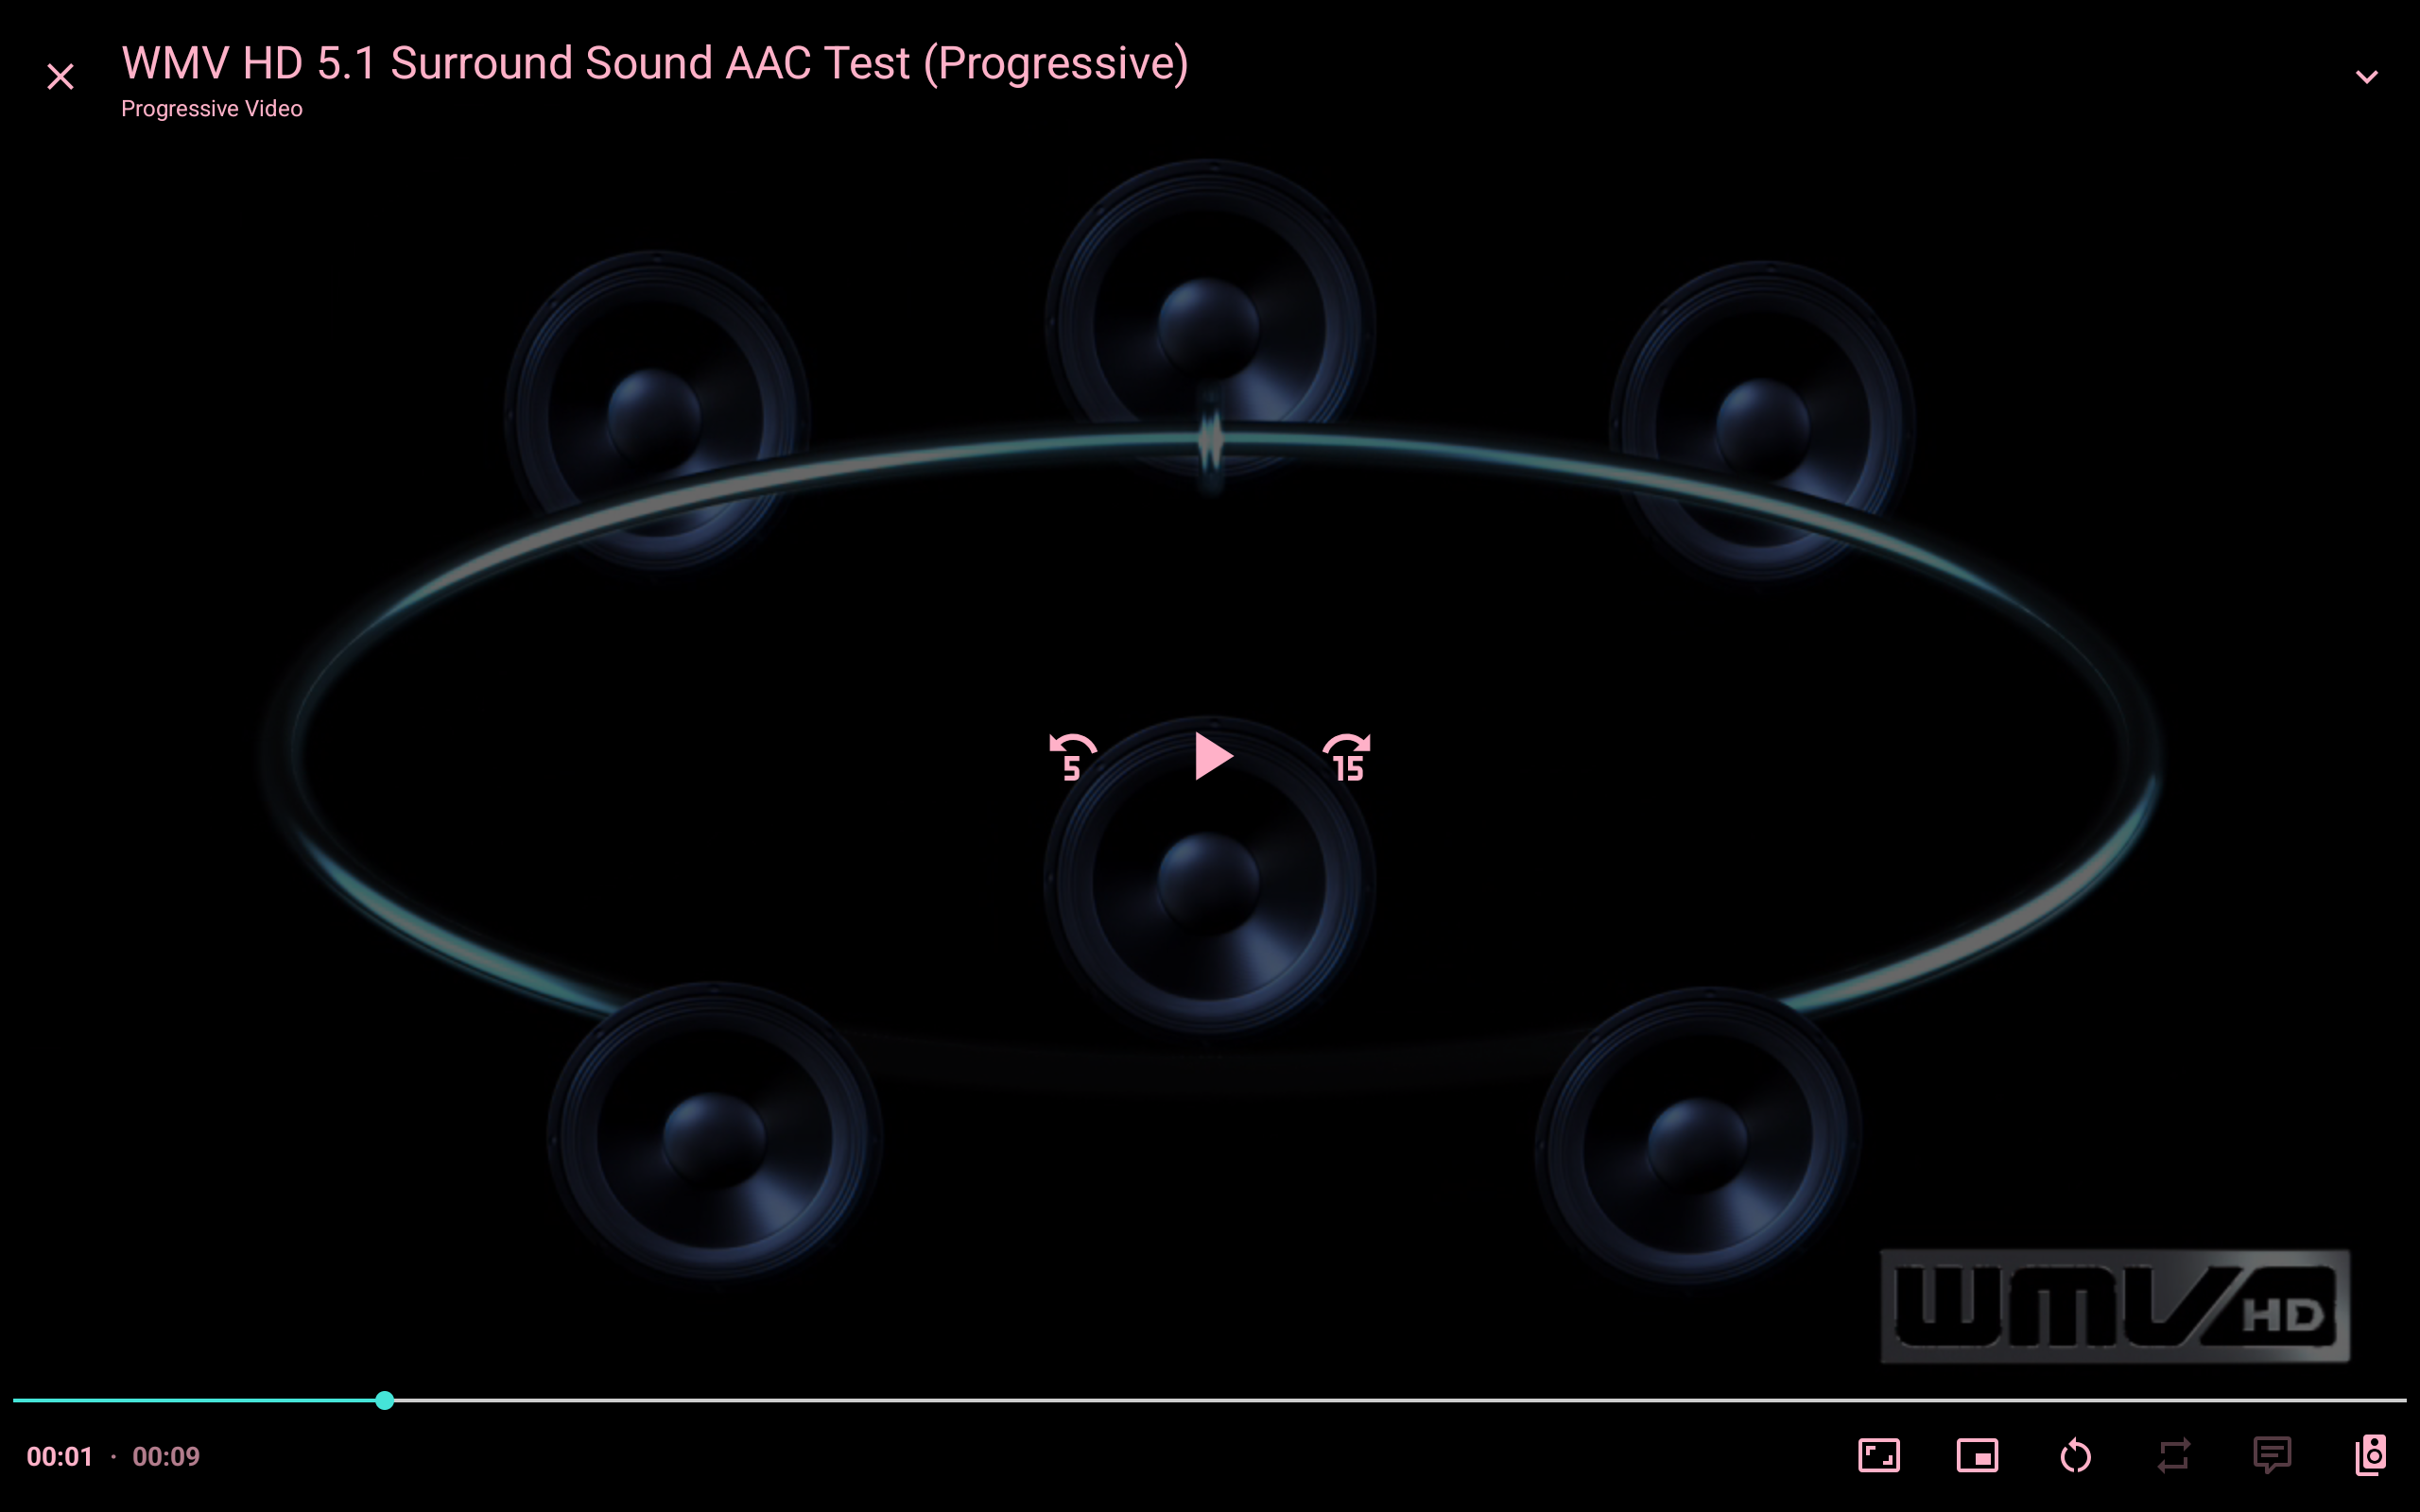 WMV HD 5.1 Surround Sound AAC Test (Progressive)
Progressive Video
5 15
WMV HD
00:01 · 00:09